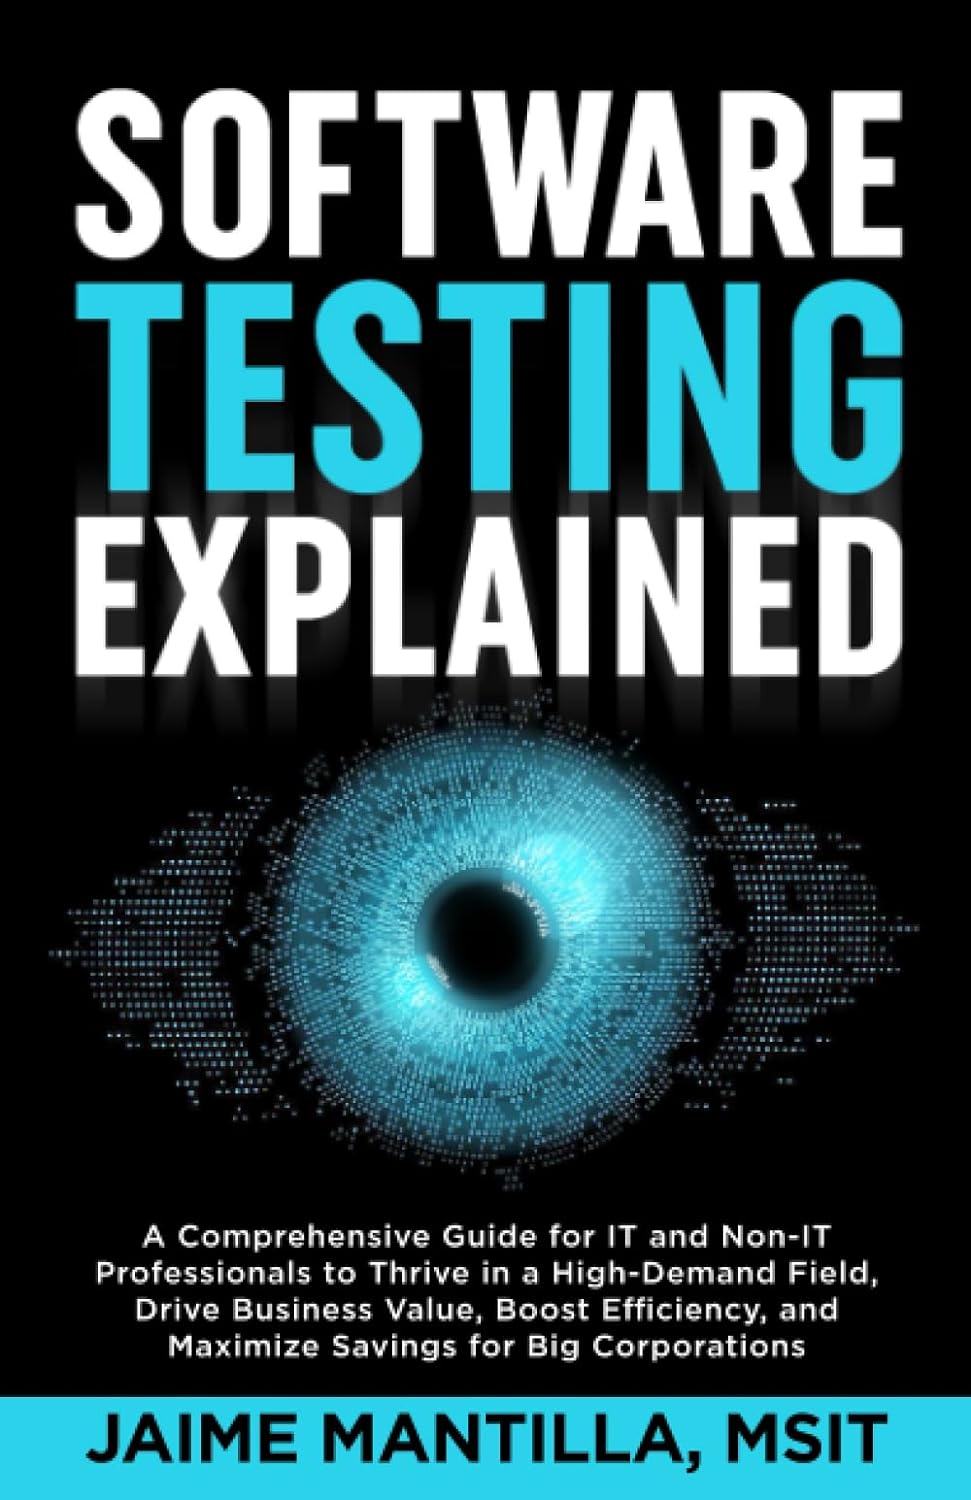 SOFTWARE
TESTING
EXPLAINED
A Comprehensive Guide for IT and Non-IT
Professionals to Thrive in a High-Demand Field,
Drive Business Value, Boost Efficiency, and
Maximize Savings for Big Corporations
JAIME MANTILLA, MSIT